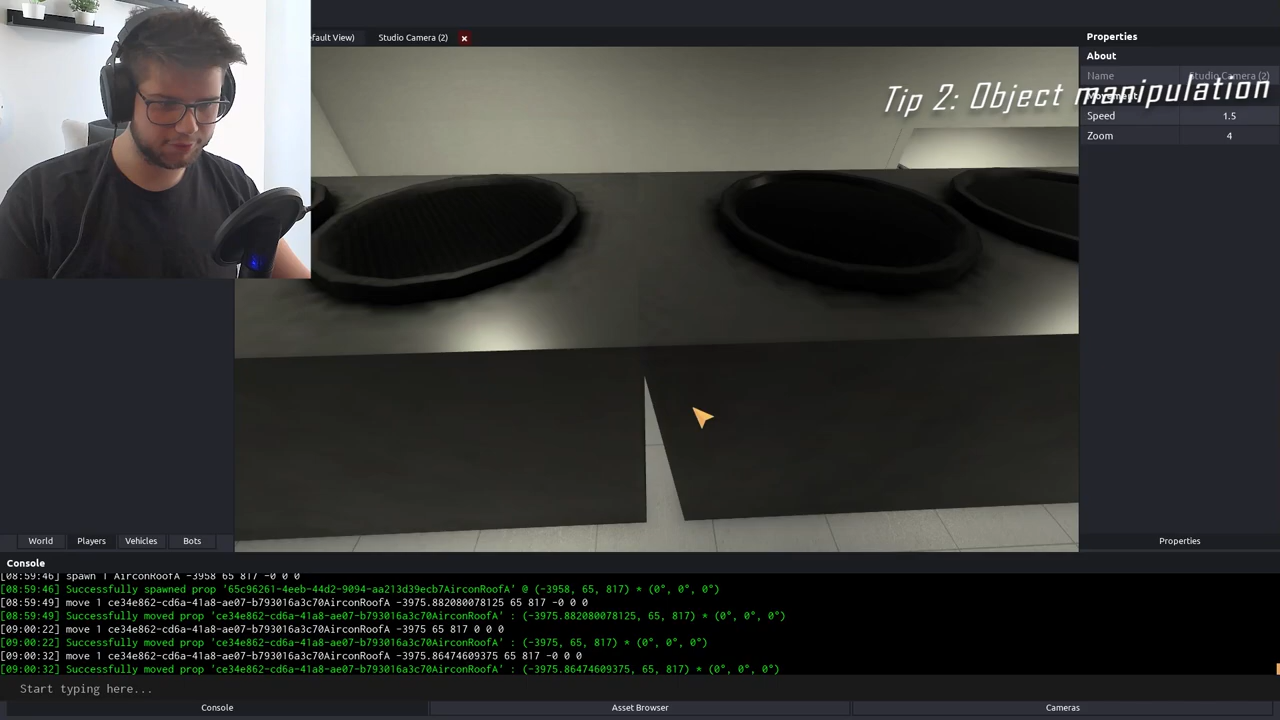 efault View)
Studio Camera (2)
x
Properties
About
Name
Studio Camera (2)
Tip 2: Object manipulation
Speed
1.5
Zoom
4
World
Players
Vehicles
Bots
Properties
Console
[08:59:46] spawn 1 AirconRoofA -3958 65 817 -0 0 0
[08:59:46] Successfully spawned prop '65c96261-4eeb-44d2-9094-aa213d39ecb7AirconRoofA' @ (-3958, 65, 817) * (0°, 0°, 0°)
[08:59:49] move 1 ce34e862-cd6a-41a8-ae07-b793016a3c70AirconRoofA -3975.882080078125 65 817 -0 0 0
[08:59:49] Successfully moved prop 'ce34e862-cd6a-41a8-ae07-b793016a3c70AirconRoofA' : (-3975.882080078125, 65, 817) * (0°, 0°, 0°)
[09:00:22] move 1 ce34e862-cd6a-41a8-ae07-b793016a3c70AirconRoofA -3975 65 817 0 0 0
[09:00:22] Successfully moved prop 'ce34e862-cd6a-41a8-ae07-b793016a3c70AirconRoofA' : (-3975, 65, 817) * (0°, 0°, 0°)
[09:00:32] move 1 ce34e862-cd6a-41a8-ae07-b793016a3c70AirconRoofA -3975.86474609375 65 817 -0 0 0
[09:00:32] Successfully moved prop 'ce34e862-cd6a-41a8-ae07-b793016a3c70AirconRoofA' : (-3975.86474609375, 65, 817) * (0°, 0°, 0°)
Start typing here...
Console
Asset Browser
Cameras